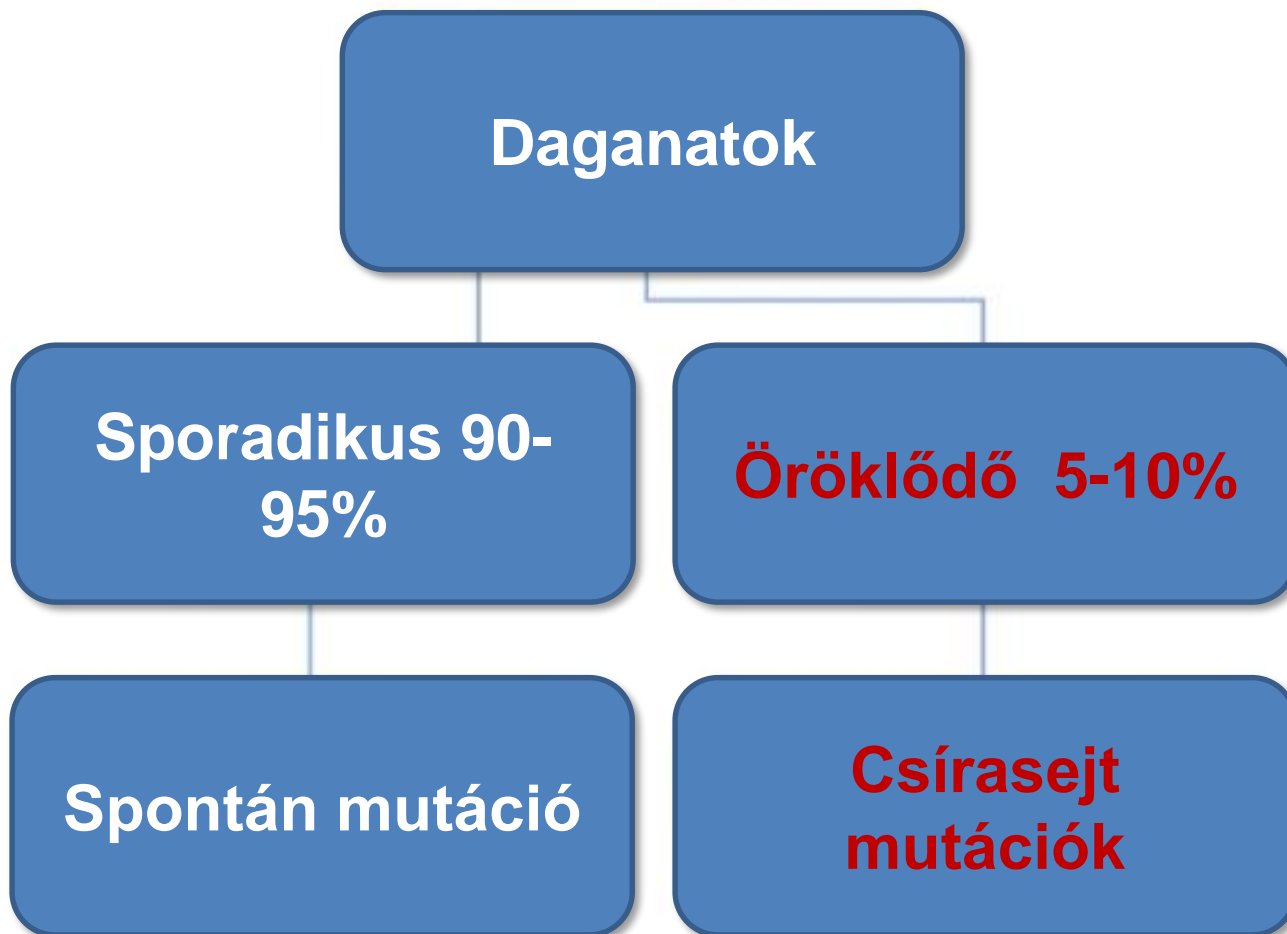 Daganatok
Sporadikus 90-
95%
Öröklődő 5-10%
Spontán mutáció
Csírasejt
mutációk